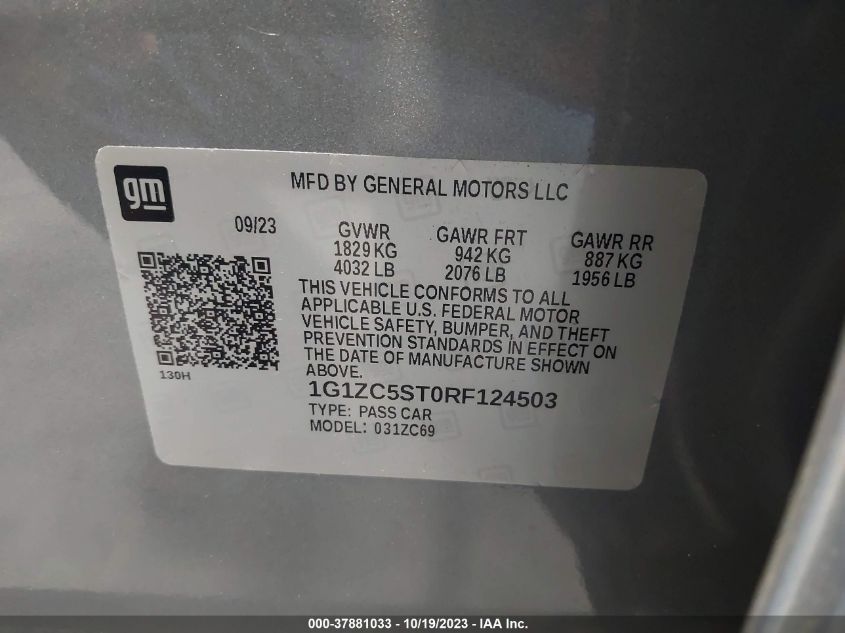 gm
MFD BY GENERAL MOTORS LLC
09/23
GVWR
1829 KG
4032 LB
GAWR FRT
942 KG
2076 LB
GAWR RR
887 KG
1956 LB
THIS VEHICLE CONFORMS TO ALL
APPLICABLE U.S. FEDERAL MOTOR
VEHICLE SAFETY, BUMPER, AND THEFT
PREVENTION STANDARDS IN EFFECT ON
THE DATE OF MANUFACTURE SHOWN
ABOVE.
130H
1G1ZC5ST0RF124503
TYPE: PASS CAR
MODEL: 031ZC69
000-37881033 - 10/19/2023 - IAA Inc.